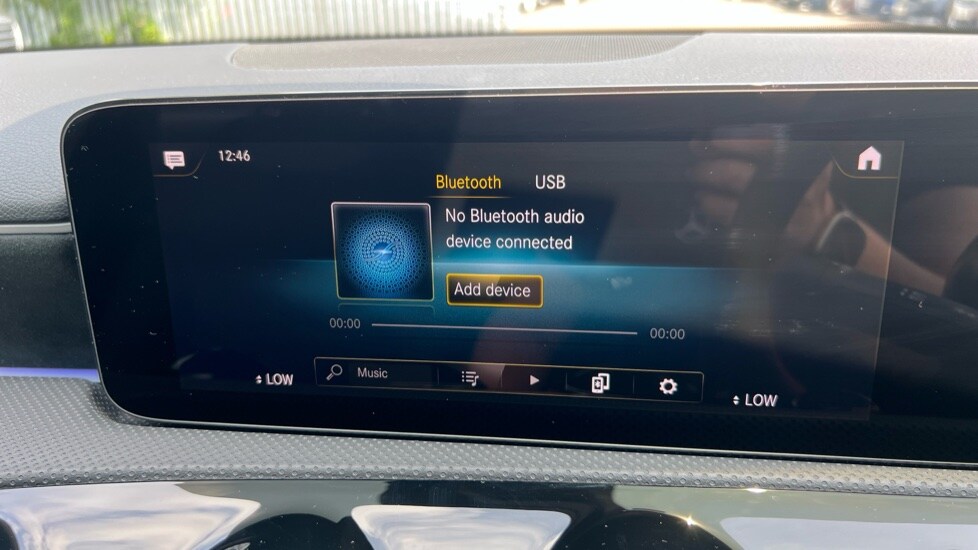 12:46
Bluetooth USB
No Bluetooth audio
device connected
Add device
00:00 00:00
Music
LOW LOW